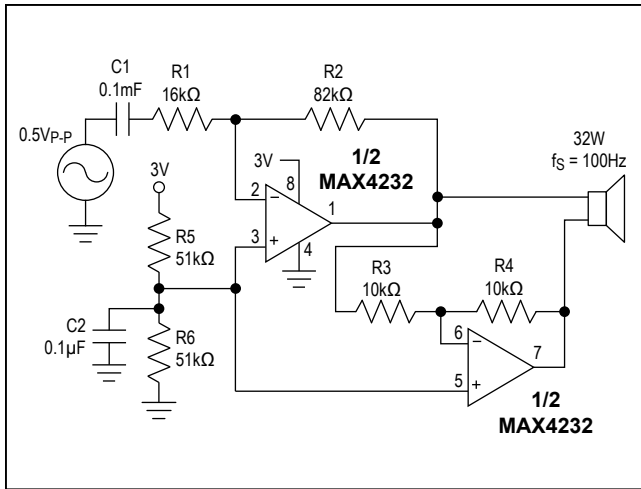 C1
0.1mF
R1
16kΩ
R2
82kΩ
0.5VP-P
3V
3V
1/2
MAX4232
32W
fS = 100Hz
2
8
1
3
4
R5
51kΩ
R3
10kΩ
R4
10kΩ
C2
0.1µF
R6
51kΩ
6
7
5
1/2
MAX4232